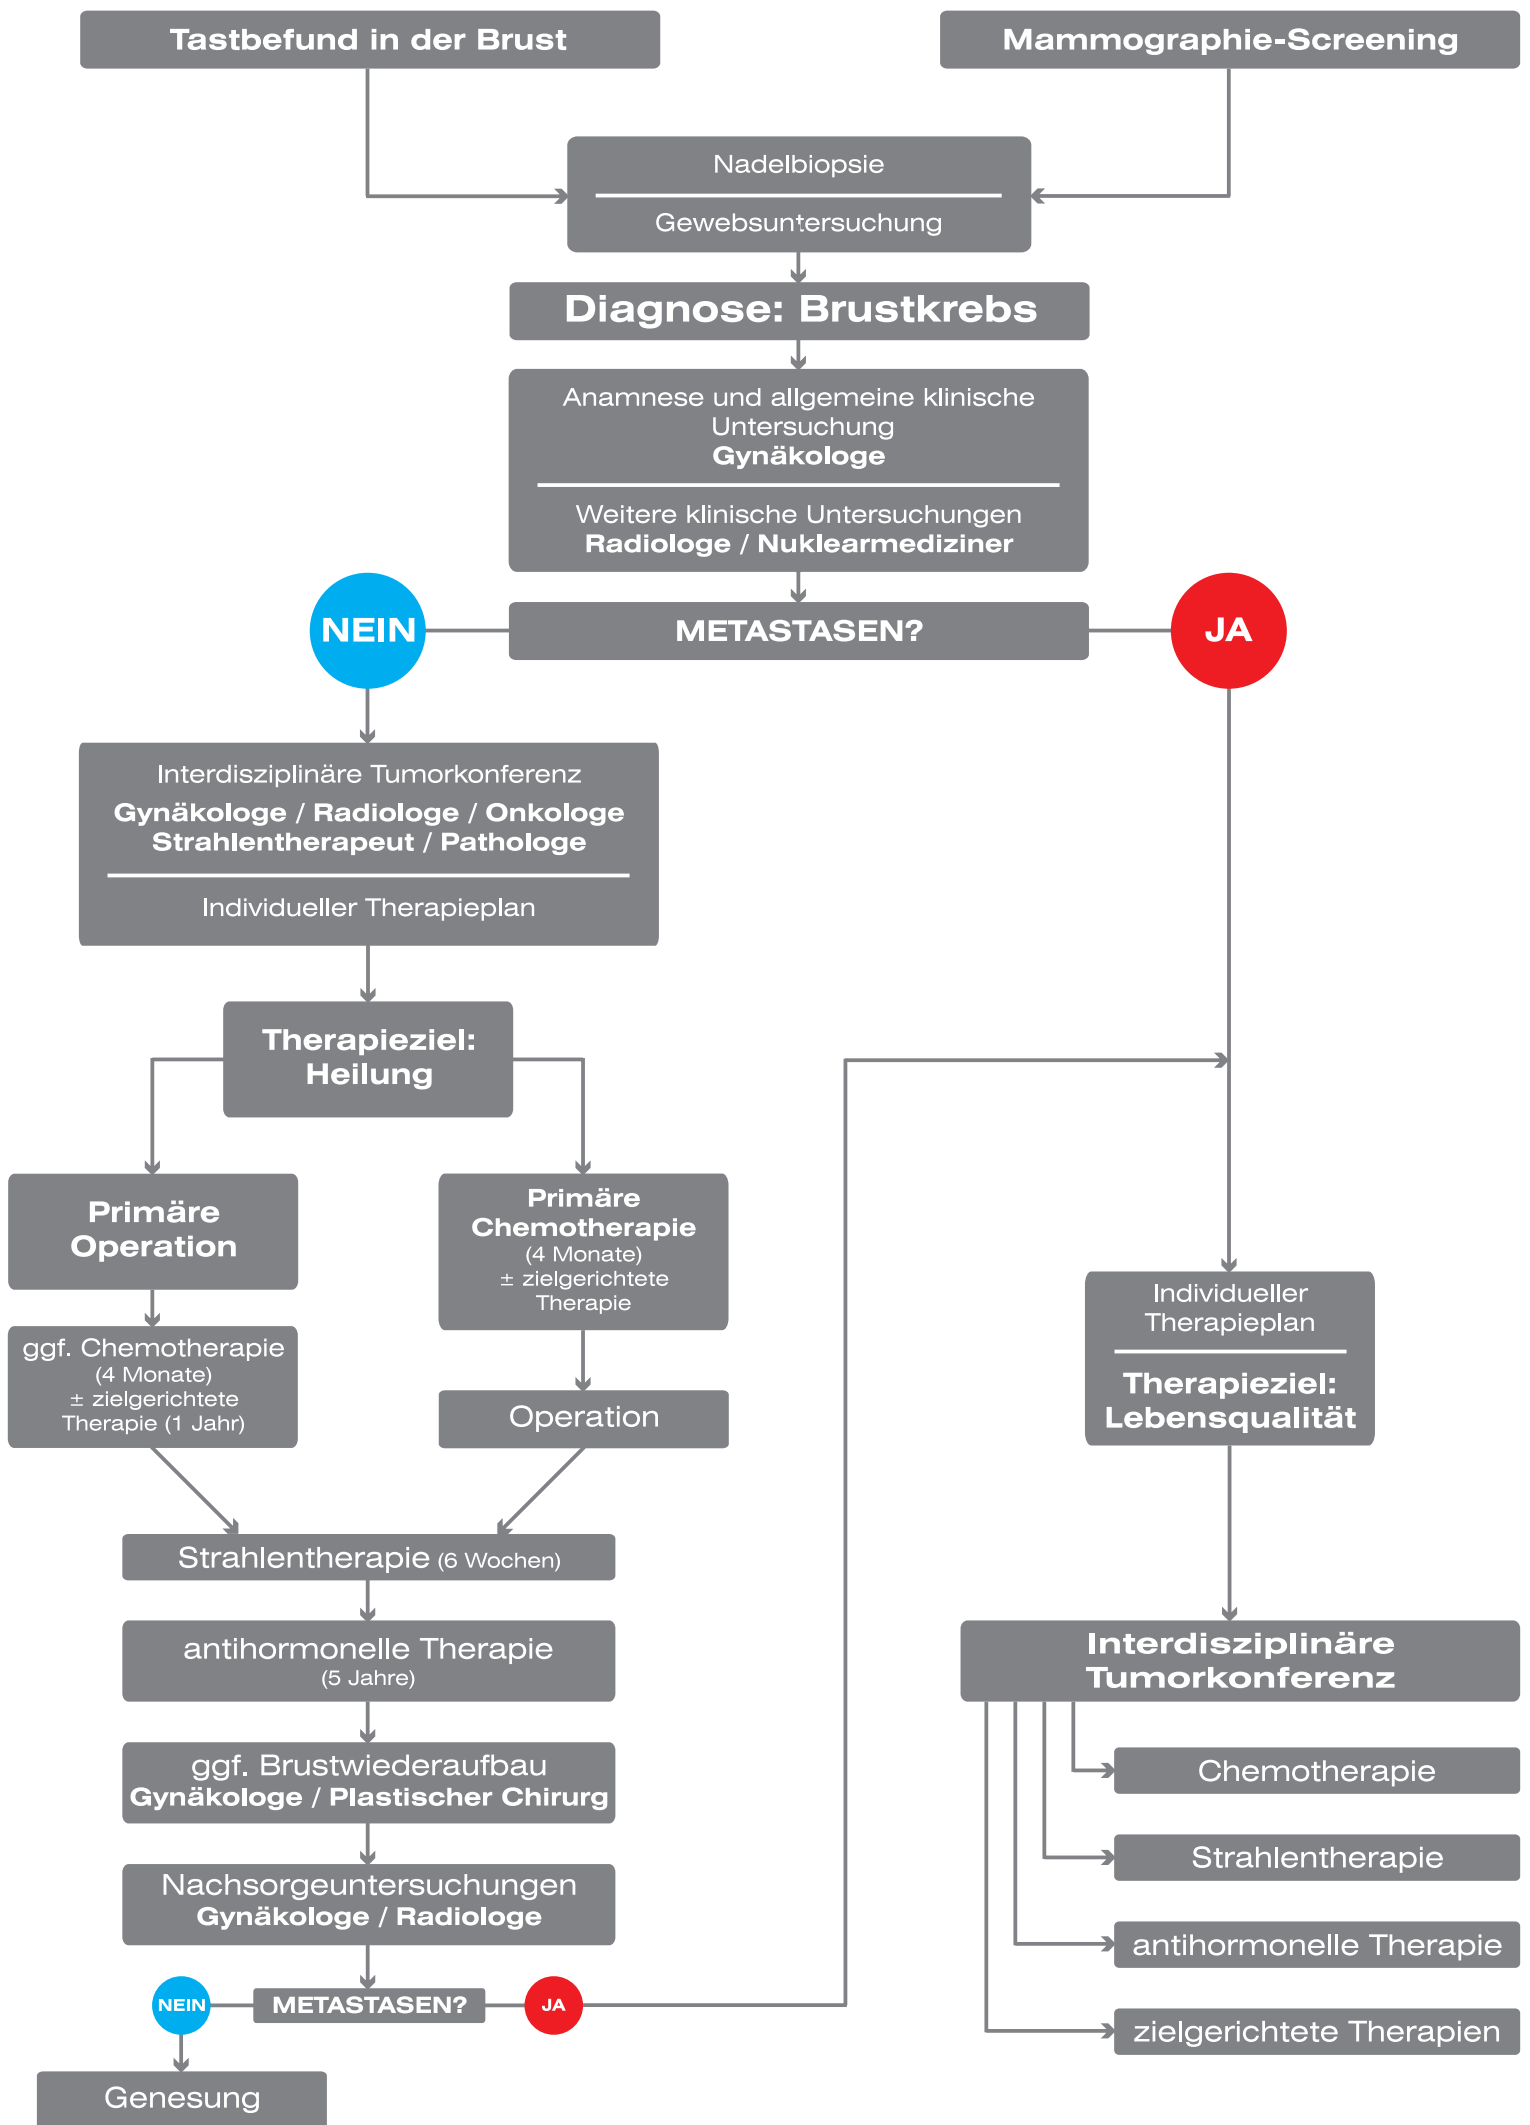 Tastbefund in der Brust
Mammographie-Screening
Nadelbiopsie
Gewebsuntersuchung
Diagnose: Brustkrebs
Anamnese und allgemeine klinische
Untersuchung
Gynäkologe
Weitere klinische Untersuchungen
Radiologe / Nuklearmediziner
NEIN
METASTASEN?
JA
Interdisziplinäre Tumorkonferenz
Gynäkologe / Radiologe / Onkologe
Strahlentherapeut / Pathologe
Individueller Therapieplan
Therapieziel:
Heilung
Primäre
Operation
ggf. Chemotherapie
(4 Monate)
± zielgerichtete
Therapie (1 Jahr)
Primäre
Chemotherapie
(4 Monate)
± zielgerichtete
Therapie
Operation
Strahlentherapie (6 Wochen)
antihormonelle Therapie
(5 Jahre)
ggf. Brustwiederaufbau
Gynäkologe / Plastischer Chirurg
Nachsorgeuntersuchungen
Gynäkologe / Radiologe
NEIN
METASTASEN?
JA
Genesung
Individueller
Therapieplan
Therapieziel:
Lebensqualität
Interdisziplinäre
Tumorkonferenz
Chemotherapie
Strahlentherapie
antihormonelle Therapie
zielgerichtete Therapien